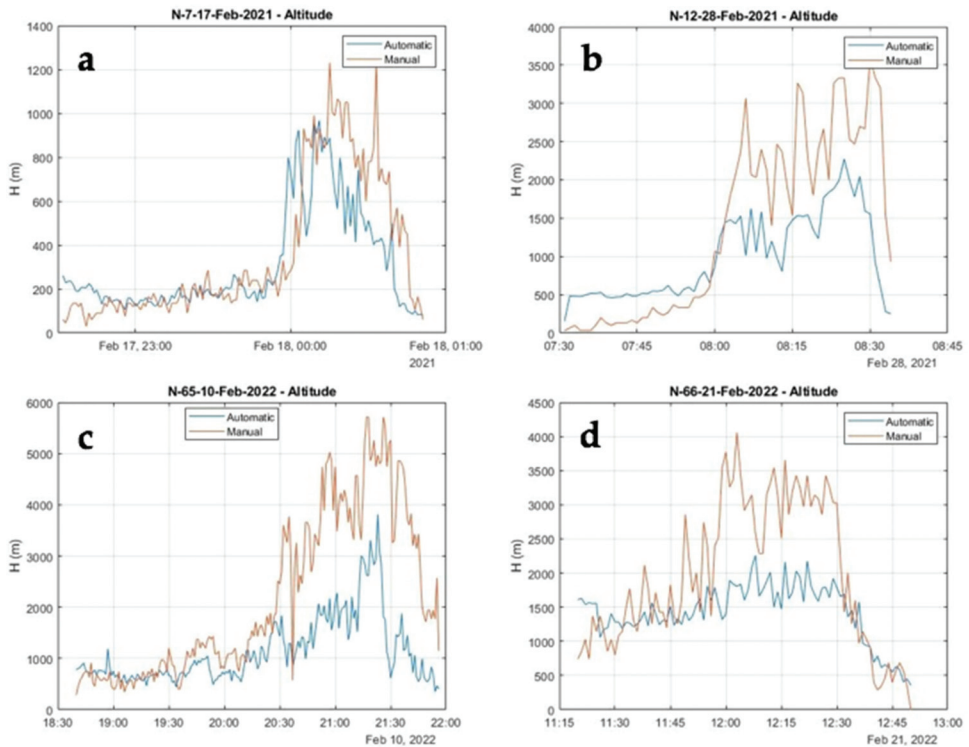 N-7-17-Feb-2021 - Altitude
a
Automatic
Manual
H (m)
1400
1200
1000
800
600
400
200
0
Feb 17, 23:00
Feb 18, 00:00
Feb 18, 01:00
2021
N-12-28-Feb-2021 - Altitude
b
Automatic
Manual
H (m)
4000
3500
3000
2500
2000
1500
1000
500
0
07:30
07:45
08:00
08:15
08:30
08:45
Feb 28, 2021
N-65-10-Feb-2022 - Altitude
c
Automatic
Manual
H (m)
6000
5000
4000
3000
2000
1000
0
18:30
19:00
19:30
20:00
20:30
21:00
21:30
22:00
Feb 10, 2022
N-66-21-Feb-2022 - Altitude
d
Automatic
Manual
H (m)
4500
4000
3500
3000
2500
2000
1500
1000
500
0
11:15
11:30
11:45
12:00
12:15
12:30
12:45
13:00
Feb 21, 2022